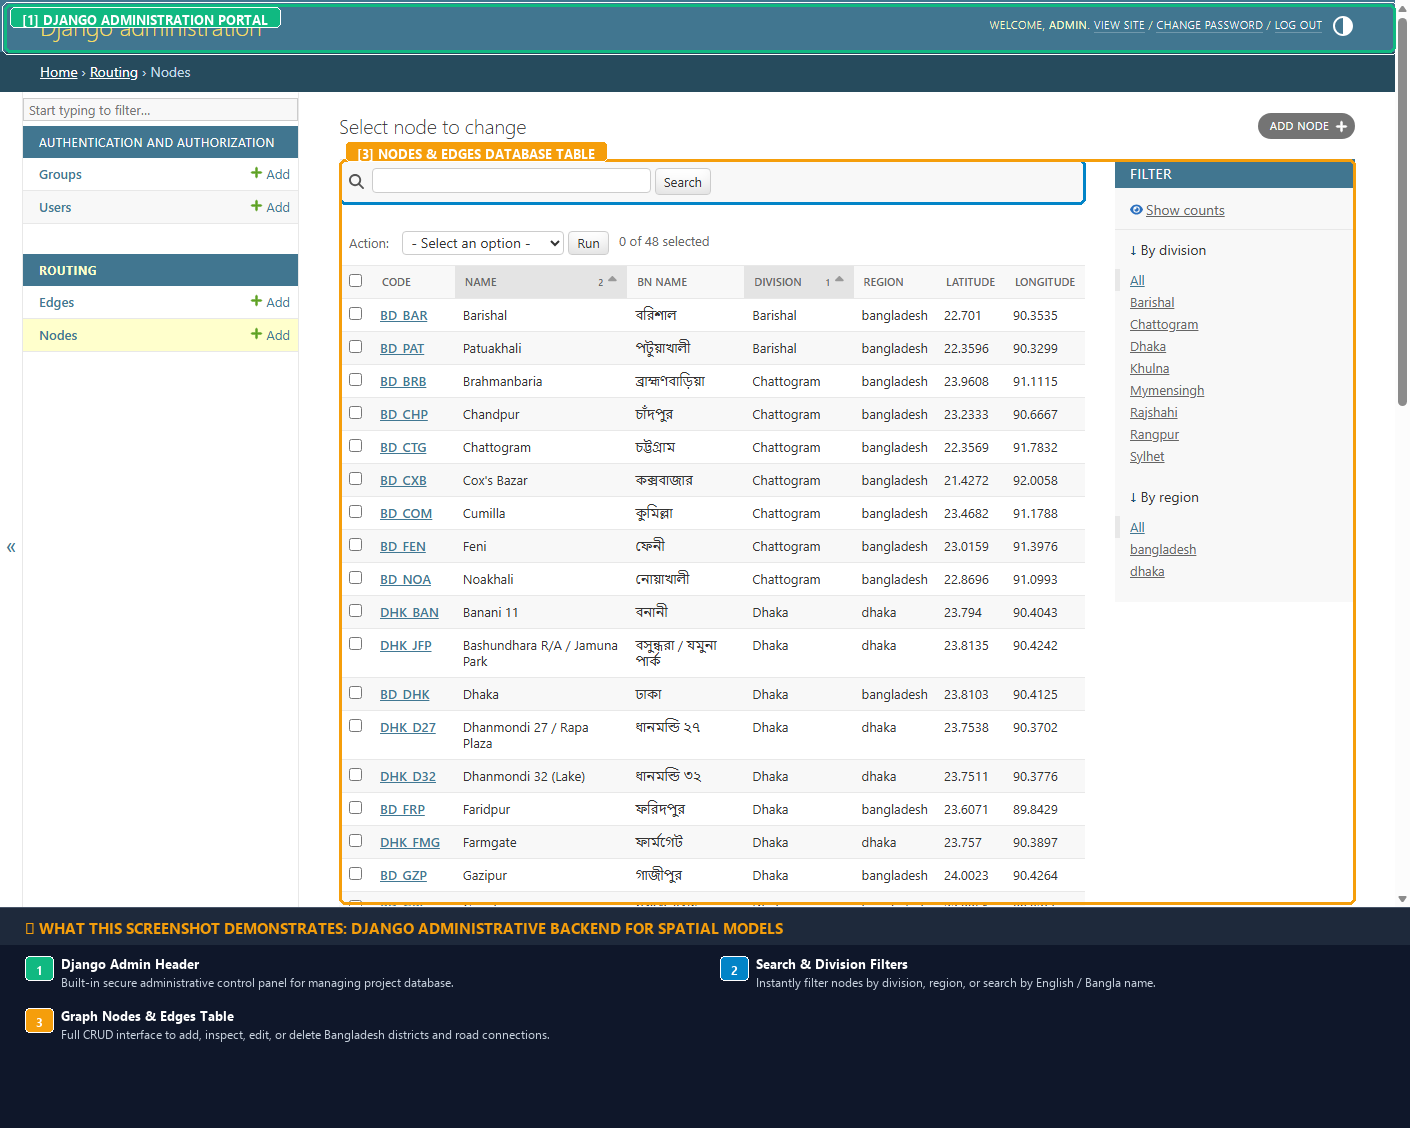 [1] DJANGO ADMINISTRATION PORTAL
Django administration
WELCOME, ADMIN. VIEW SITE / CHANGE PASSWORD / LOG OUT
Home › Routing › Nodes
Start typing to filter...
AUTHENTICATION AND AUTHORIZATION
Groups + Add
Users + Add
ROUTING
Edges + Add
Nodes + Add
«
Select node to change
ADD NODE +
[3] NODES & EDGES DATABASE TABLE
Search
Action: - Select an option - Run 0 of 48 selected
CODE NAME 2 BN NAME DIVISION 1 REGION LATITUDE LONGITUDE
BD_BAR Barishal বরিশাল Barishal bangladesh 22.701 90.3535
BD_PAT Patuakhali পটুয়াখালী Barishal bangladesh 22.3596 90.3299
BD_BRB Brahmanbaria ব্রাহ্মণবাড়িয়া Chattogram bangladesh 23.9608 91.1115
BD_CHP Chandpur চাঁদপুর Chattogram bangladesh 23.2333 90.6667
BD_CTG Chattogram চট্টগ্রাম Chattogram bangladesh 22.3569 91.7832
BD_CXB Cox's Bazar কক্সবাজার Chattogram bangladesh 21.4272 92.0058
BD_COM Cumilla কুমিল্লা Chattogram bangladesh 23.4682 91.1788
BD_FEN Feni ফেনী Chattogram bangladesh 23.0159 91.3976
BD_NOA Noakhali নোয়াখালী Chattogram bangladesh 22.8696 91.0993
DHK_BAN Banani 11 বনানী Dhaka dhaka 23.794 90.4043
DHK_JFP Bashundhara R/A / Jamuna Park বসুন্ধরা / যমুনা পার্ক Dhaka dhaka 23.8135 90.4242
BD_DHK Dhaka ঢাকা Dhaka bangladesh 23.8103 90.4125
DHK_D27 Dhanmondi 27 / Rapa Plaza ধানমন্ডি ২৭ Dhaka dhaka 23.7538 90.3702
DHK_D32 Dhanmondi 32 (Lake) ধানমন্ডি ৩২ Dhaka dhaka 23.7511 90.3776
BD_FRP Faridpur ফরিদপুর Dhaka bangladesh 23.6071 89.8429
DHK_FMG Farmgate ফার্মগেট Dhaka dhaka 23.757 90.3897
BD_GZP Gazipur গাজীপুর Dhaka bangladesh 24.0023 90.4264
FILTER
Show counts
↓ By division
All
Barishal
Chattogram
Dhaka
Khulna
Mymensingh
Rajshahi
Rangpur
Sylhet
↓ By region
All
bangladesh
dhaka
WHAT THIS SCREENSHOT DEMONSTRATES: DJANGO ADMINISTRATIVE BACKEND FOR SPATIAL MODELS
1 Django Admin Header
Built-in secure administrative control panel for managing project database.
2 Search & Division Filters
Instantly filter nodes by division, region, or search by English / Bangla name.
3 Graph Nodes & Edges Table
Full CRUD interface to add, inspect, edit, or delete Bangladesh districts and road connections.